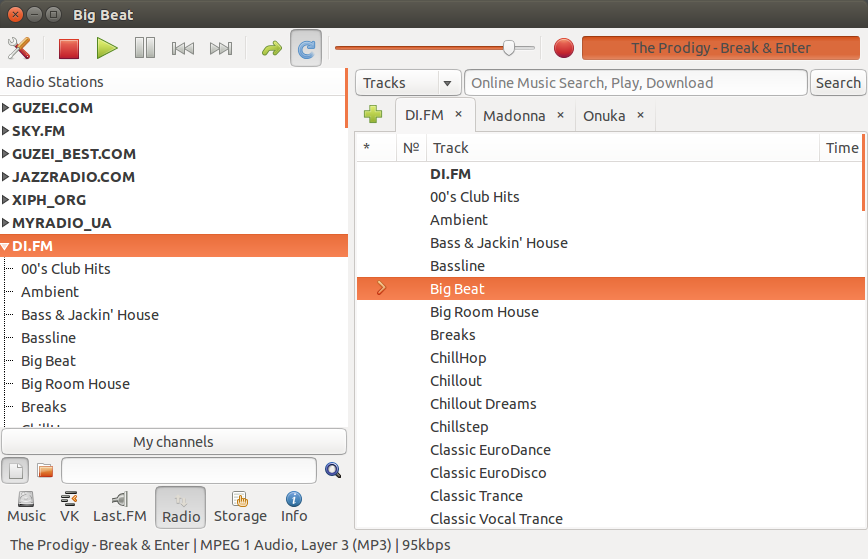 Big Beat
The Prodigy - Break & Enter
Radio Stations
GUZEI.COM
SKY.FM
GUZEI_BEST.COM
JAZZRADIO.COM
XIPH_ORG
MYRADIO_UA
DI.FM
00's Club Hits
Ambient
Bass & Jackin' House
Bassline
Big Beat
Big Room House
Breaks
ChillHop
My channels
Music VK Last.FM Radio Storage Info
Tracks Online Music Search, Play, Download Search
DI.FM × Madonna × Onuka ×
* Nº Track Time
DI.FM
00's Club Hits
Ambient
Bass & Jackin' House
Bassline
Big Beat
Big Room House
Breaks
ChillHop
Chillout
Chillout Dreams
Chillstep
Classic EuroDance
Classic EuroDisco
Classic Trance
Classic Vocal Trance
The Prodigy - Break & Enter | MPEG 1 Audio, Layer 3 (MP3) | 95kbps